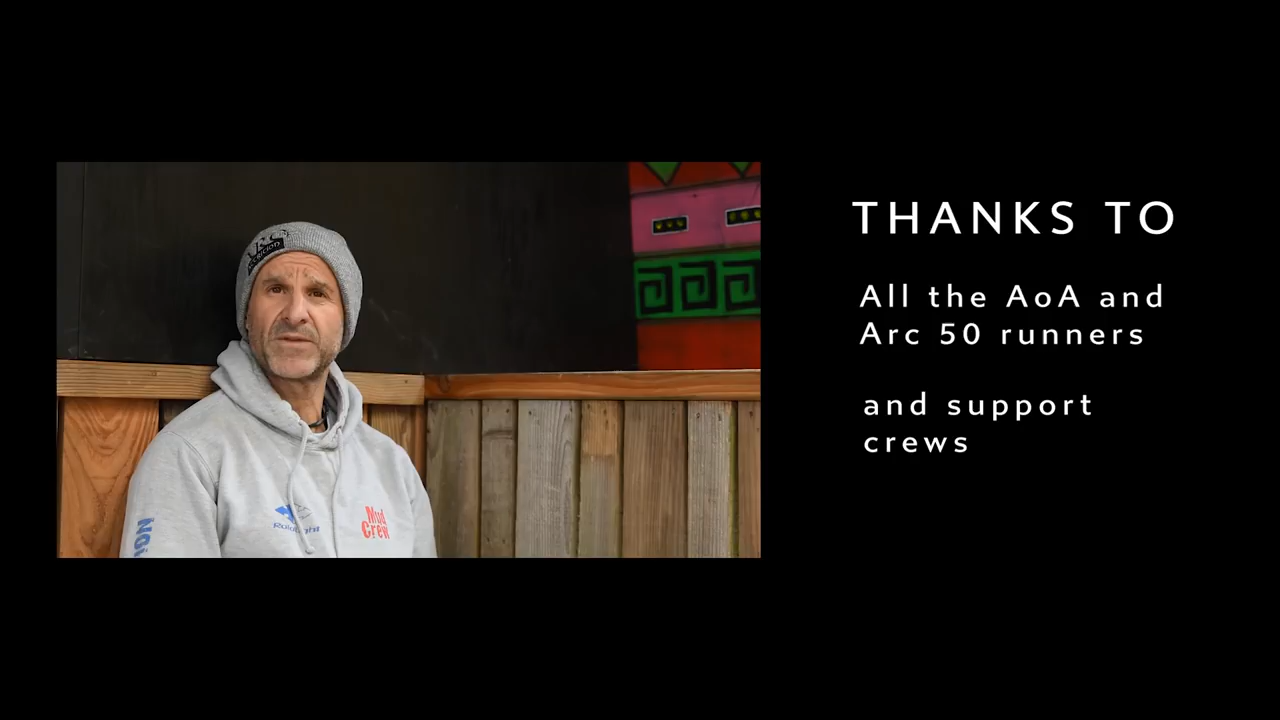 THANKS TO
All the AoA and
Arc 50 runners
and support
crews
Mud
Crew